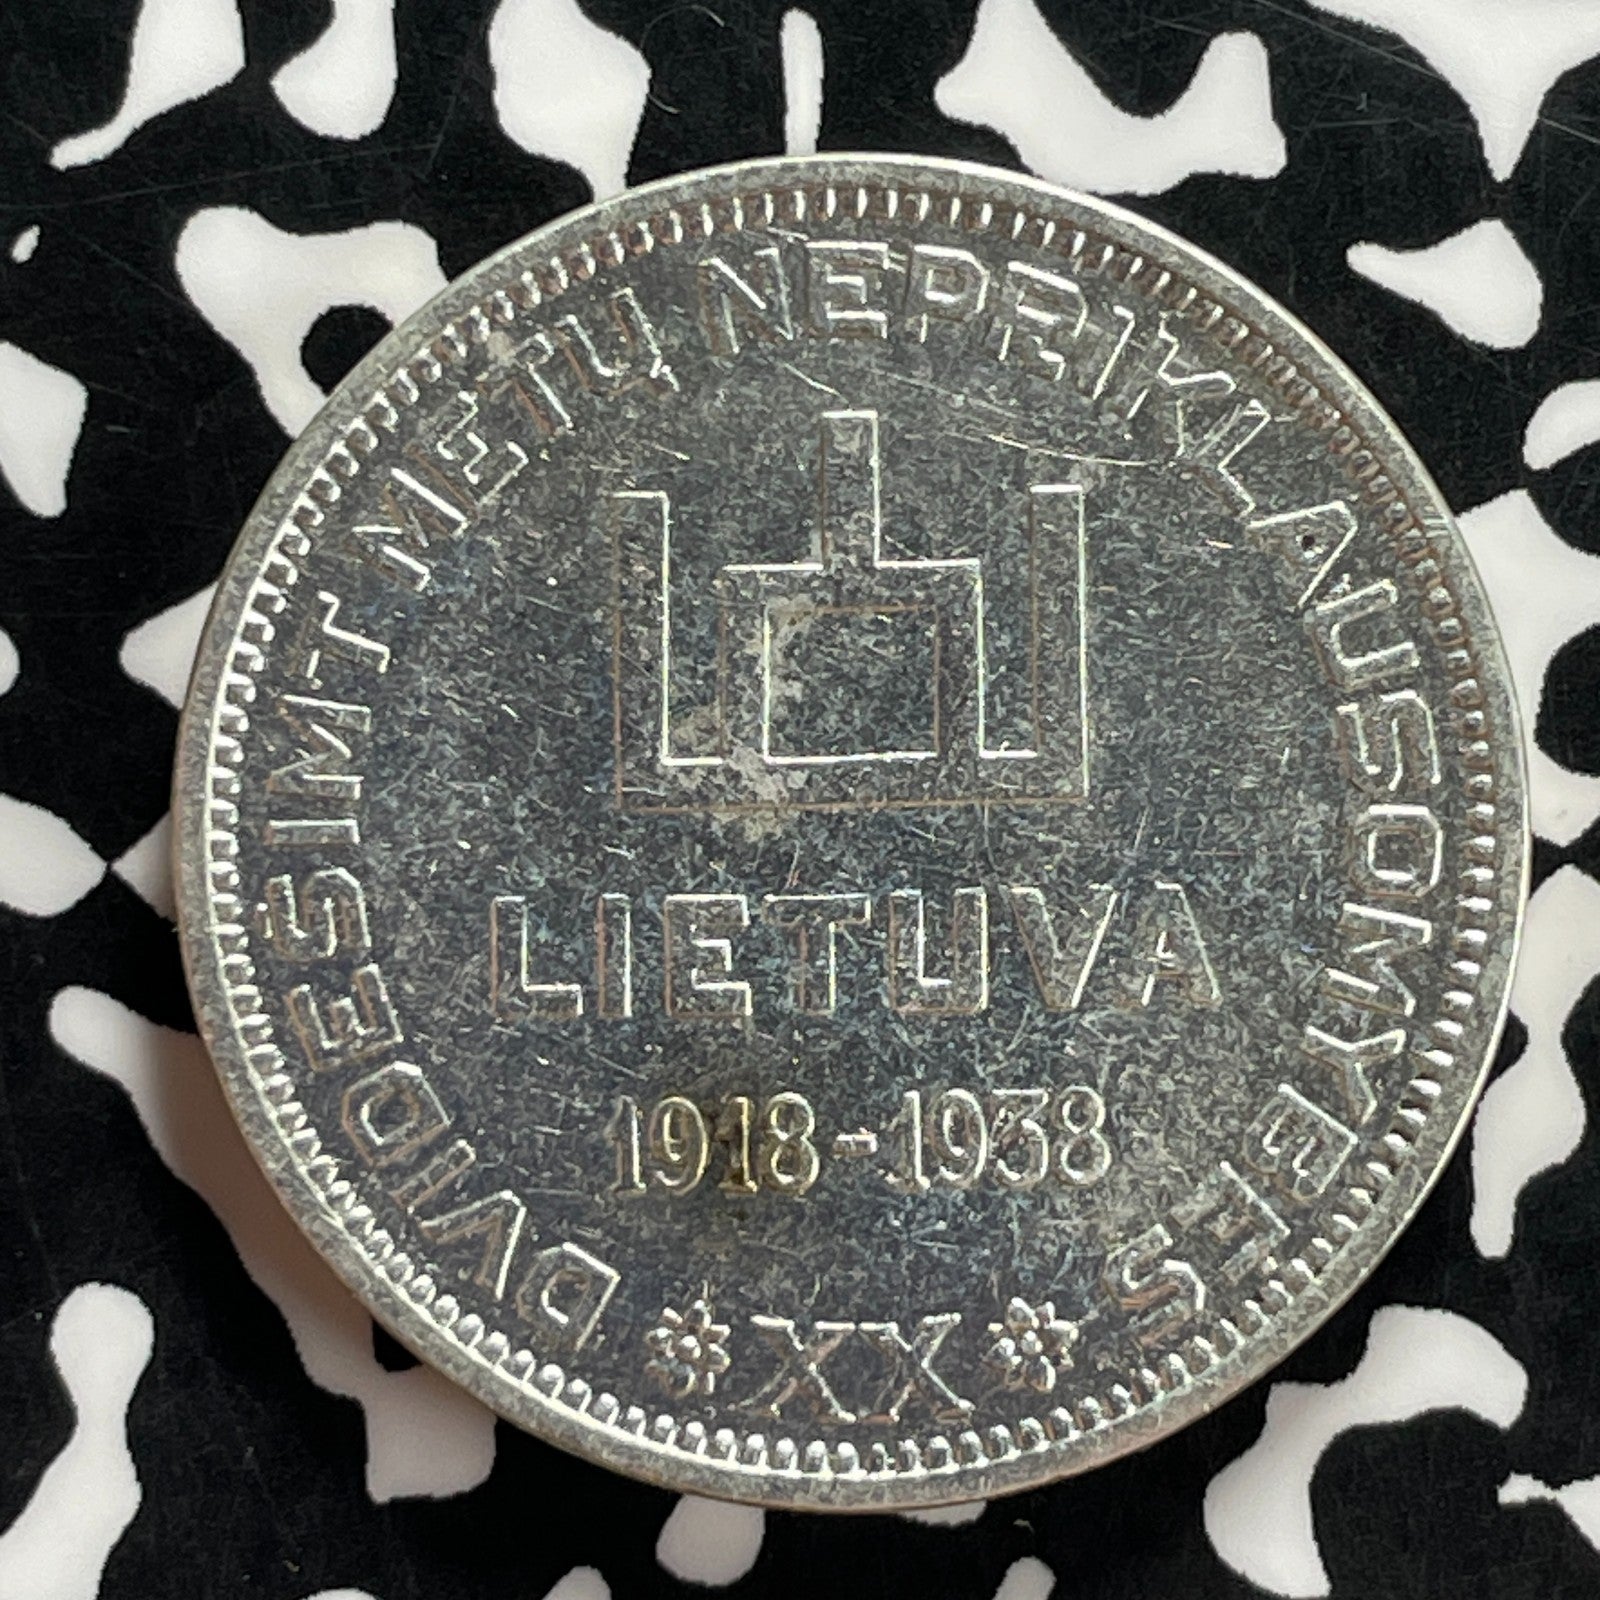 DVIDEŠIMT METŲ NEPRIKLAUSOMYBĖS
LIETUVA
1918-1938
XX